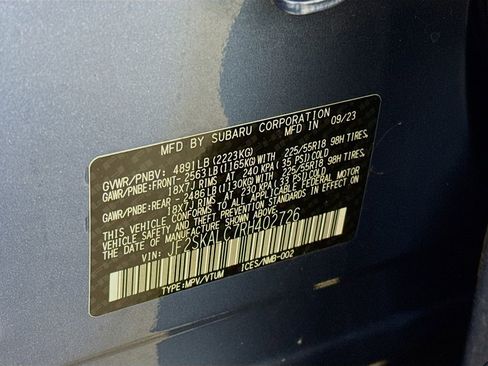 MFD BY SUBARU CORPORATION
MFD IN 09/23
GVWR/PNBV: 4891LB(2223KG)
GAWR/PNBE:FRONT-2563LB(1165KG)WITH 225/55R18 98H TIRES,
18X7J RIMS AT 240 KPA(35 PSI)COLD
GAWR/PNBE:REAR -2486LB(1130KG)WITH 225/55R18 98H TIRES,
18X7J RIMS AT 230 KPA(33 PSI)COLD
THIS VEHICLE CONFORMS TO ALL APPLICABLE FEDERAL MOTOR
VEHICLE SAFETY STANDARDS IN EFFECT ON THE
DATE OF MANUFACTURE SHOWN ABOVE.
VIN: JF2SKALC7RH402726
TYPE:MPV/VTUM ICES/NMB-002